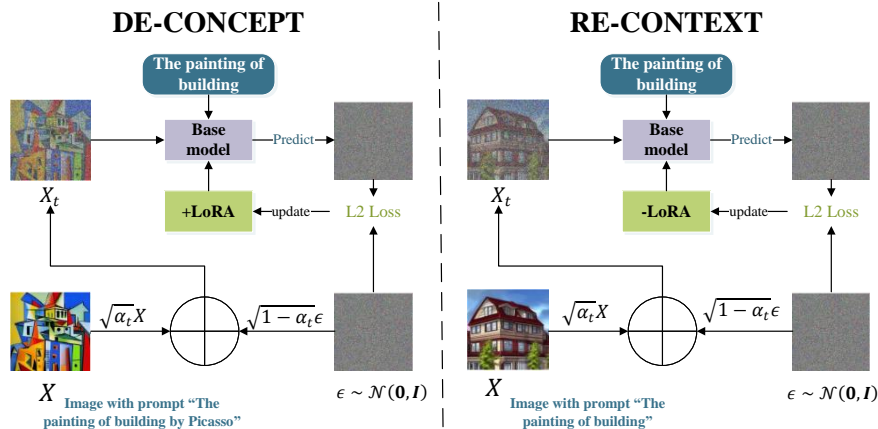 DE-CONCEPT
The painting of
building
Base
model
Predict
X_t
+LoRA
update
L2 Loss
√α_t X
√1 − α_t ϵ
X
Image with prompt “The
painting of building by Picasso”
ϵ ~ 𝒩(0, I)
RE-CONTEXT
The painting of
building
Base
model
Predict
X_t
-LoRA
update
L2 Loss
√α_t X
√1 − α_t ϵ
X
Image with prompt “The
painting of building”
ϵ ~ 𝒩(0, I)